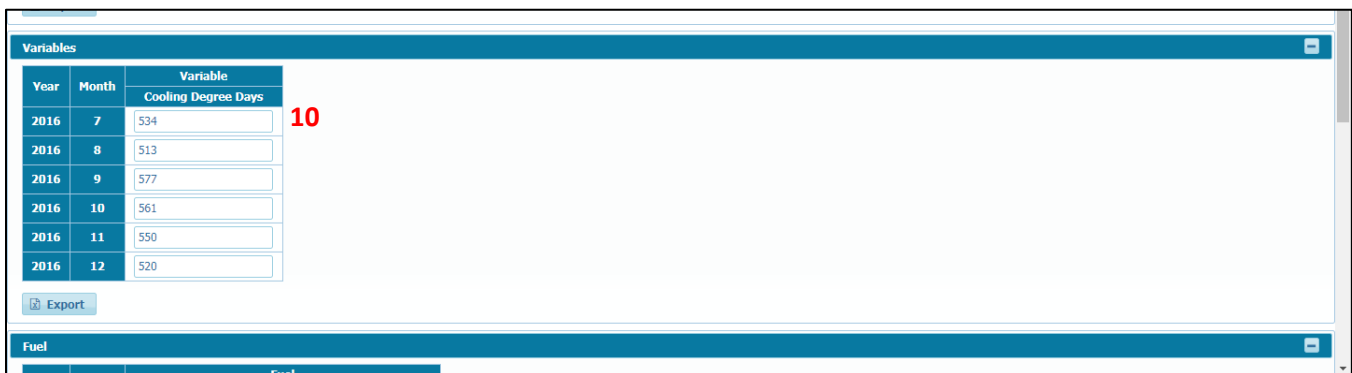 Variables
Year Month Variable
Cooling Degree Days
2016 7 534 10
2016 8 513
2016 9 577
2016 10 561
2016 11 550
2016 12 520
Export
Fuel
Fuel